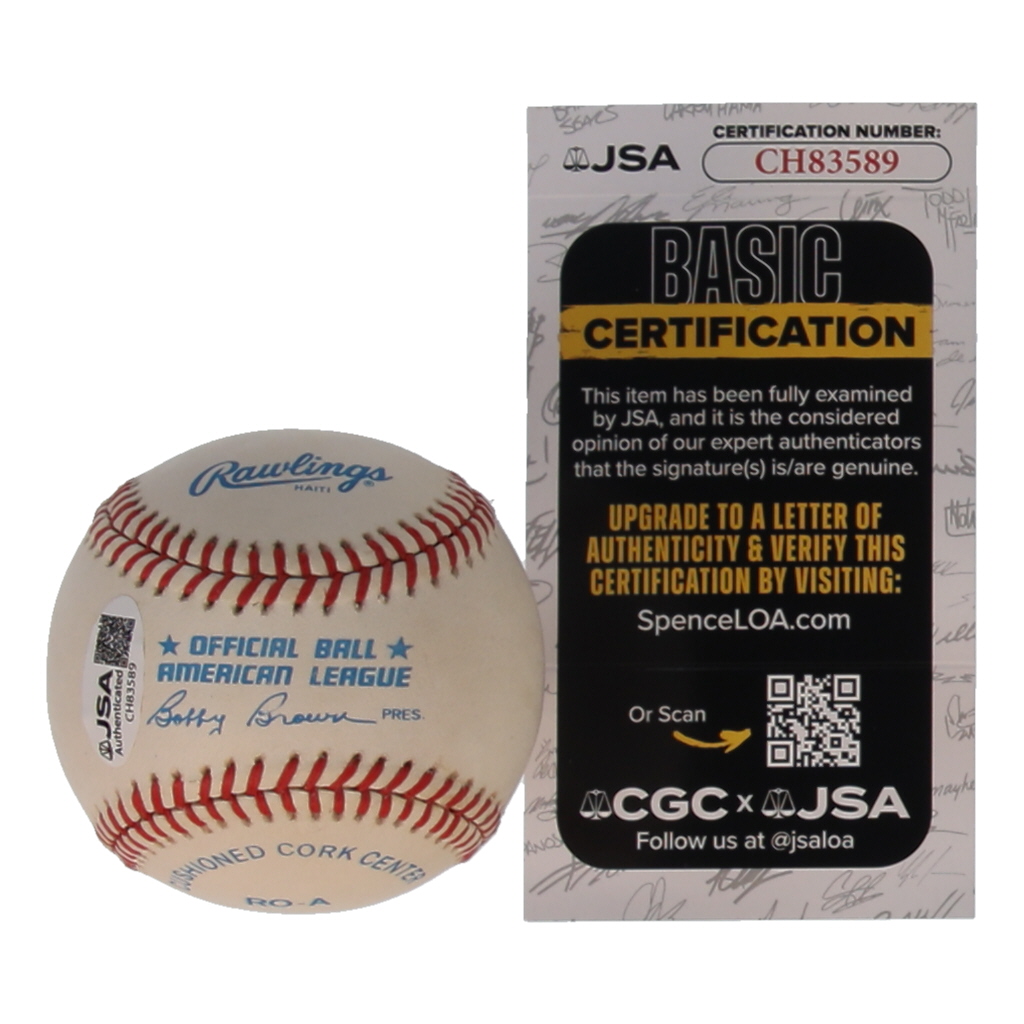 Rawlings®
HAITI
★ OFFICIAL BALL ★
AMERICAN LEAGUE
Bobby Brown PRES.
JSA
Authenticated
CH83589
CUSHIONED CORK CENTER
RO-A
JSA
CERTIFICATION NUMBER:
CH83589
BASIC
CERTIFICATION
This item has been fully examined
by JSA, and it is the considered
opinion of our expert authenticators
that the signature(s) is/are genuine.
UPGRADE TO A LETTER OF
AUTHENTICITY & VERIFY THIS
CERTIFICATION BY VISITING:
SpenceLOA.com
Or Scan
CGC x JSA
Follow us at @jsaloa